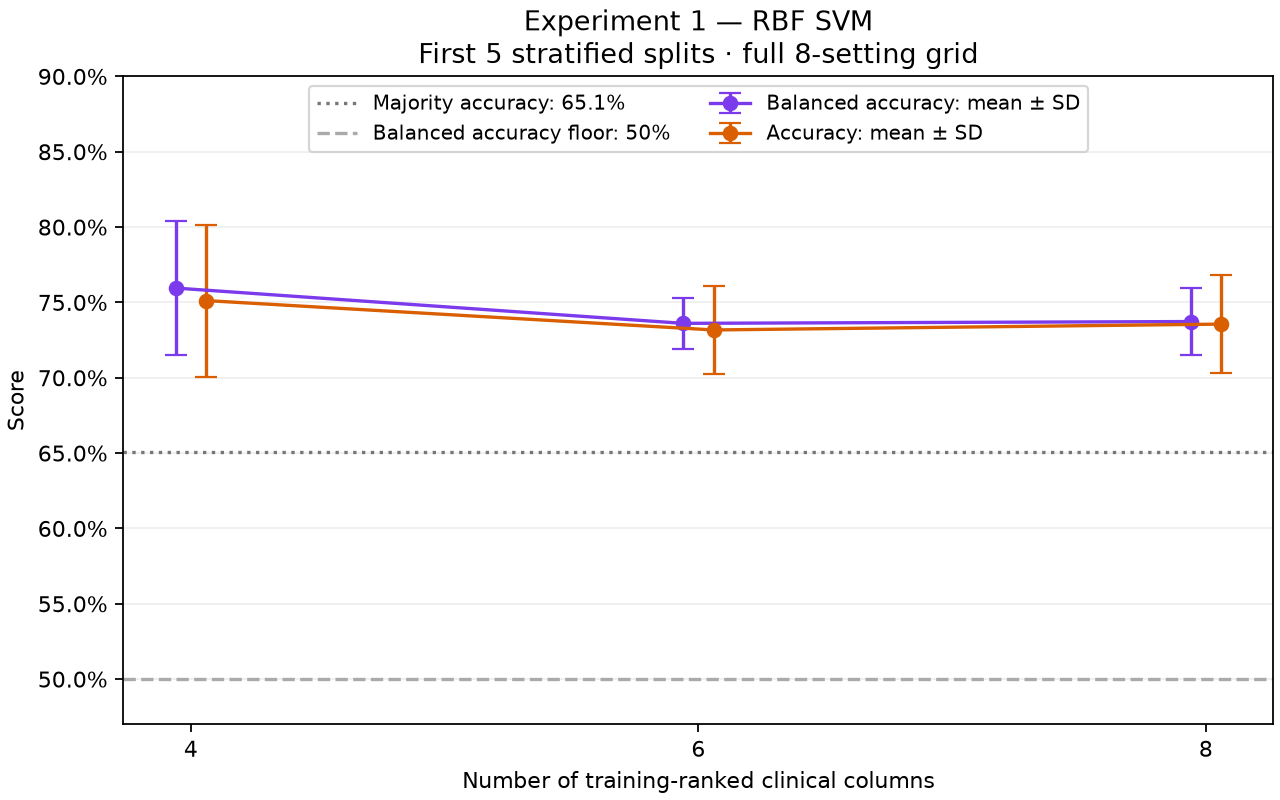 Experiment 1 — RBF SVM
First 5 stratified splits · full 8-setting grid
Majority accuracy: 65.1%
Balanced accuracy floor: 50%
Balanced accuracy: mean ± SD
Accuracy: mean ± SD
90.0%
85.0%
80.0%
75.0%
70.0%
65.0%
60.0%
55.0%
50.0%
Score
4
6
8
Number of training-ranked clinical columns